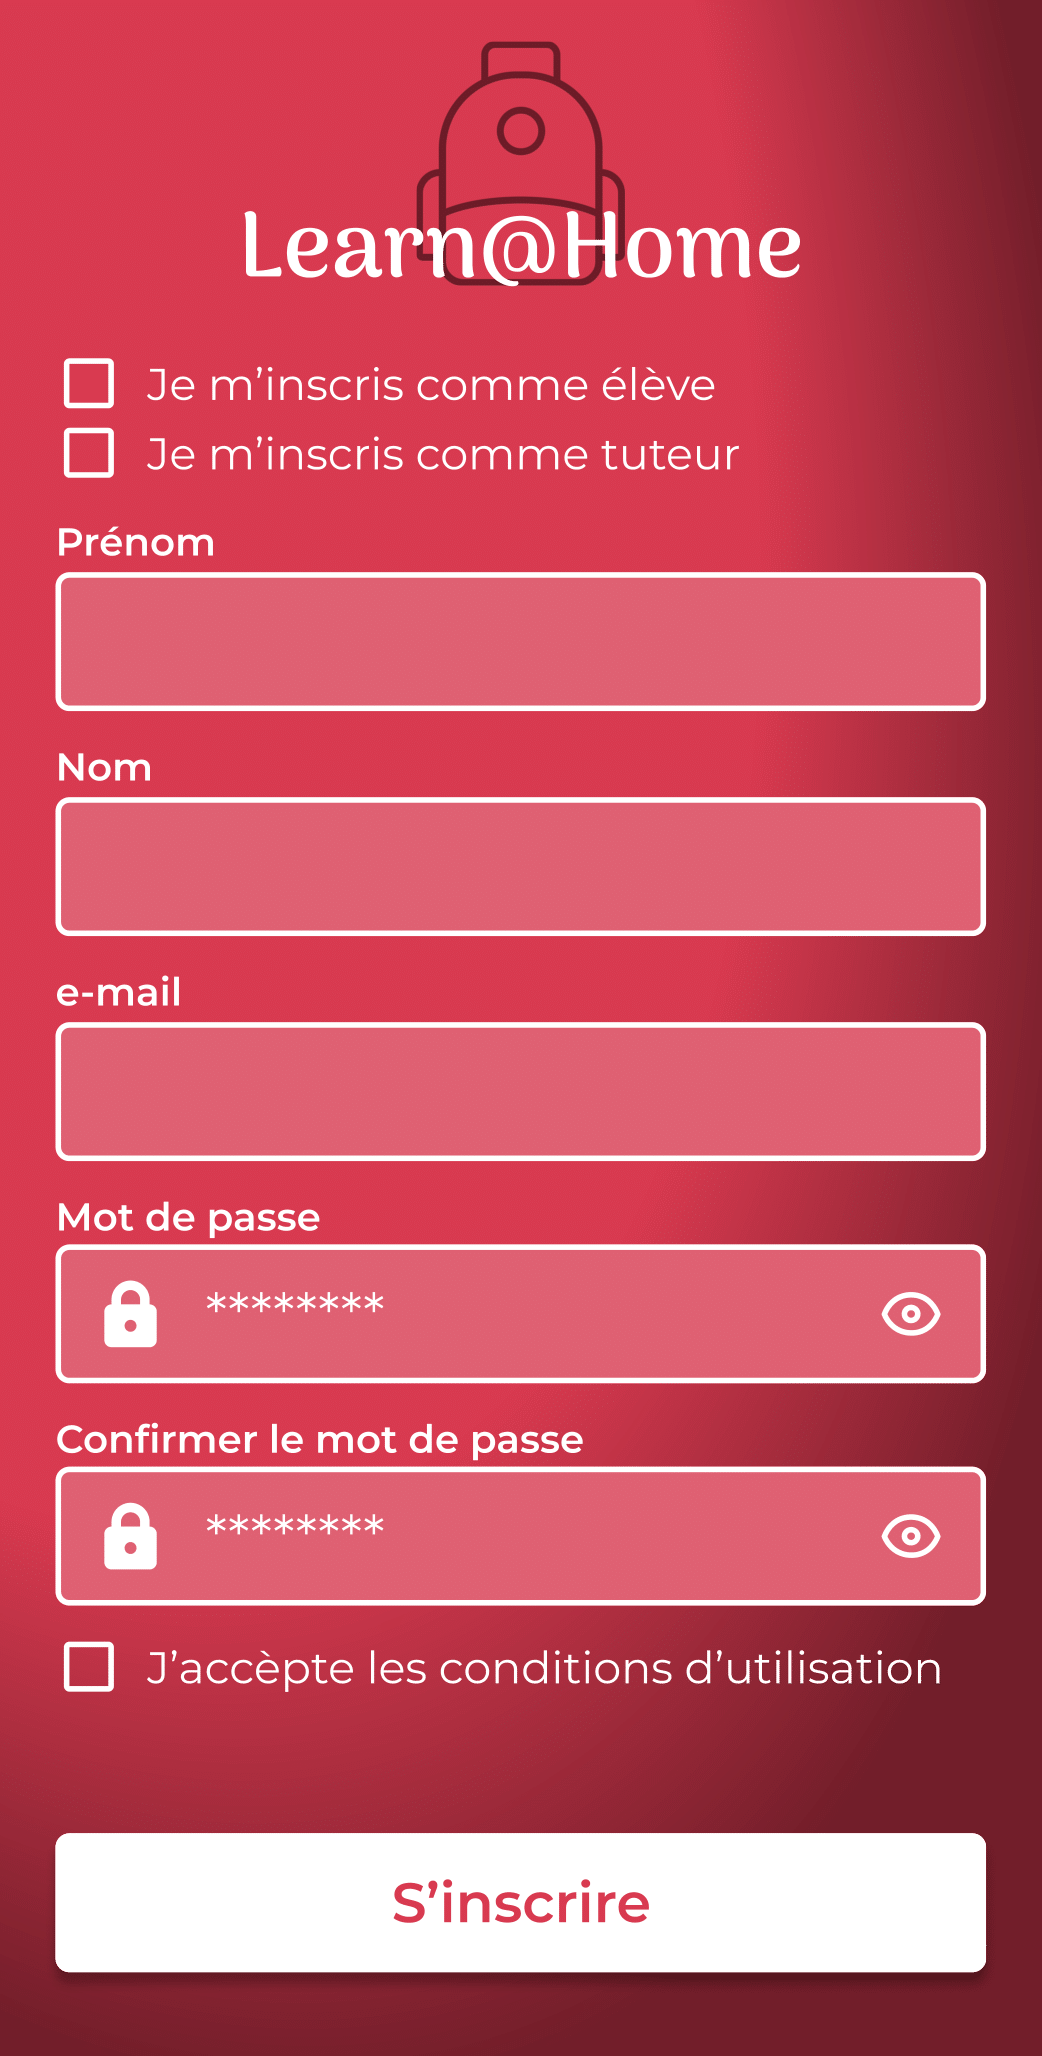 Learn@Home
Je m’inscris comme élève
Je m’inscris comme tuteur
Prénom
Nom
e-mail
Mot de passe
********
Confirmer le mot de passe
********
J’accèpte les conditions d’utilisation
S’inscrire